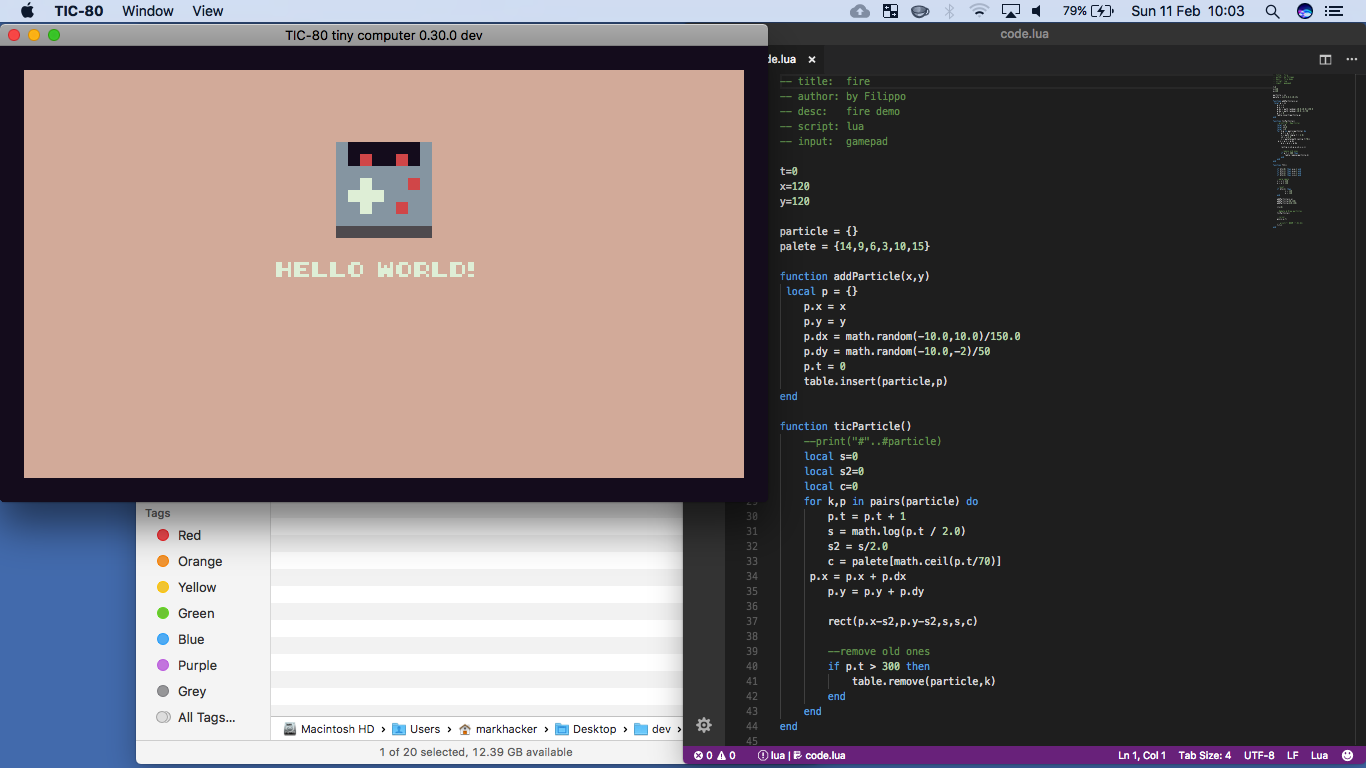 TIC-80 Window View 79% Sun 11 Feb 10:03
TIC-80 tiny computer 0.30.0 dev
HELLO WORLD!
code.lua
de.lua ×
-- title:  fire
-- author: by Filippo
-- desc:   fire demo
-- script: lua
-- input:  gamepad
t=0
x=120
y=120
particle = {}
palete = {14,9,6,3,10,15}
function addParticle(x,y)
local p = {}
p.x = x
p.y = y
p.dx = math.random(-10.0,10.0)/150.0
p.dy = math.random(-10.0,-2)/50
p.t = 0
table.insert(particle,p)
end
function ticParticle()
--print("#"..#particle)
local s=0
local s2=0
local c=0
for k,p in pairs(particle) do
30 p.t = p.t + 1
31 s = math.log(p.t / 2.0)
32 s2 = s/2.0
33 c = palete[math.ceil(p.t/70)]
34 p.x = p.x + p.dx
35 p.y = p.y + p.dy
36
37 rect(p.x-s2,p.y-s2,s,s,c)
38
39 --remove old ones
40 if p.t > 300 then
41 table.remove(particle,k)
42 end
43 end
44 end
45
Tags
Red
Orange
Yellow
Green
Blue
Purple
Grey
All Tags...
Macintosh HD › Users › markhacker › Desktop › dev ›
1 of 20 selected, 12.39 GB available
0 0 lua | code.lua Ln 1, Col 1 Tab Size: 4 UTF-8 LF Lua